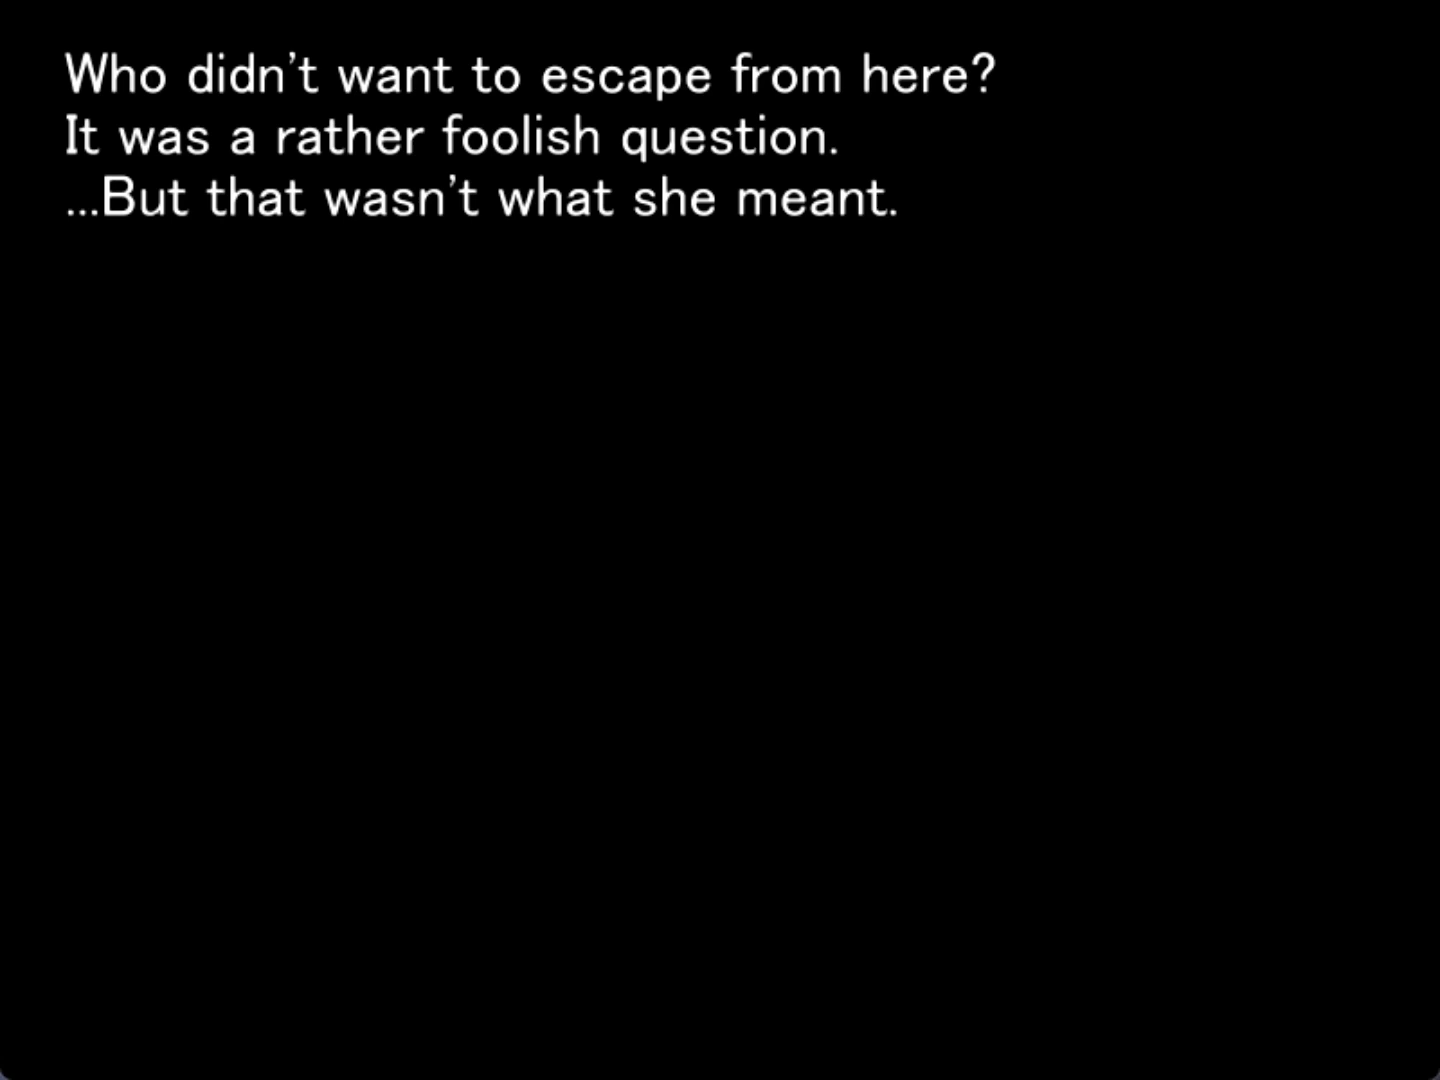 Who didn't want to escape from here?
It was a rather foolish question.
...But that wasn't what she meant.